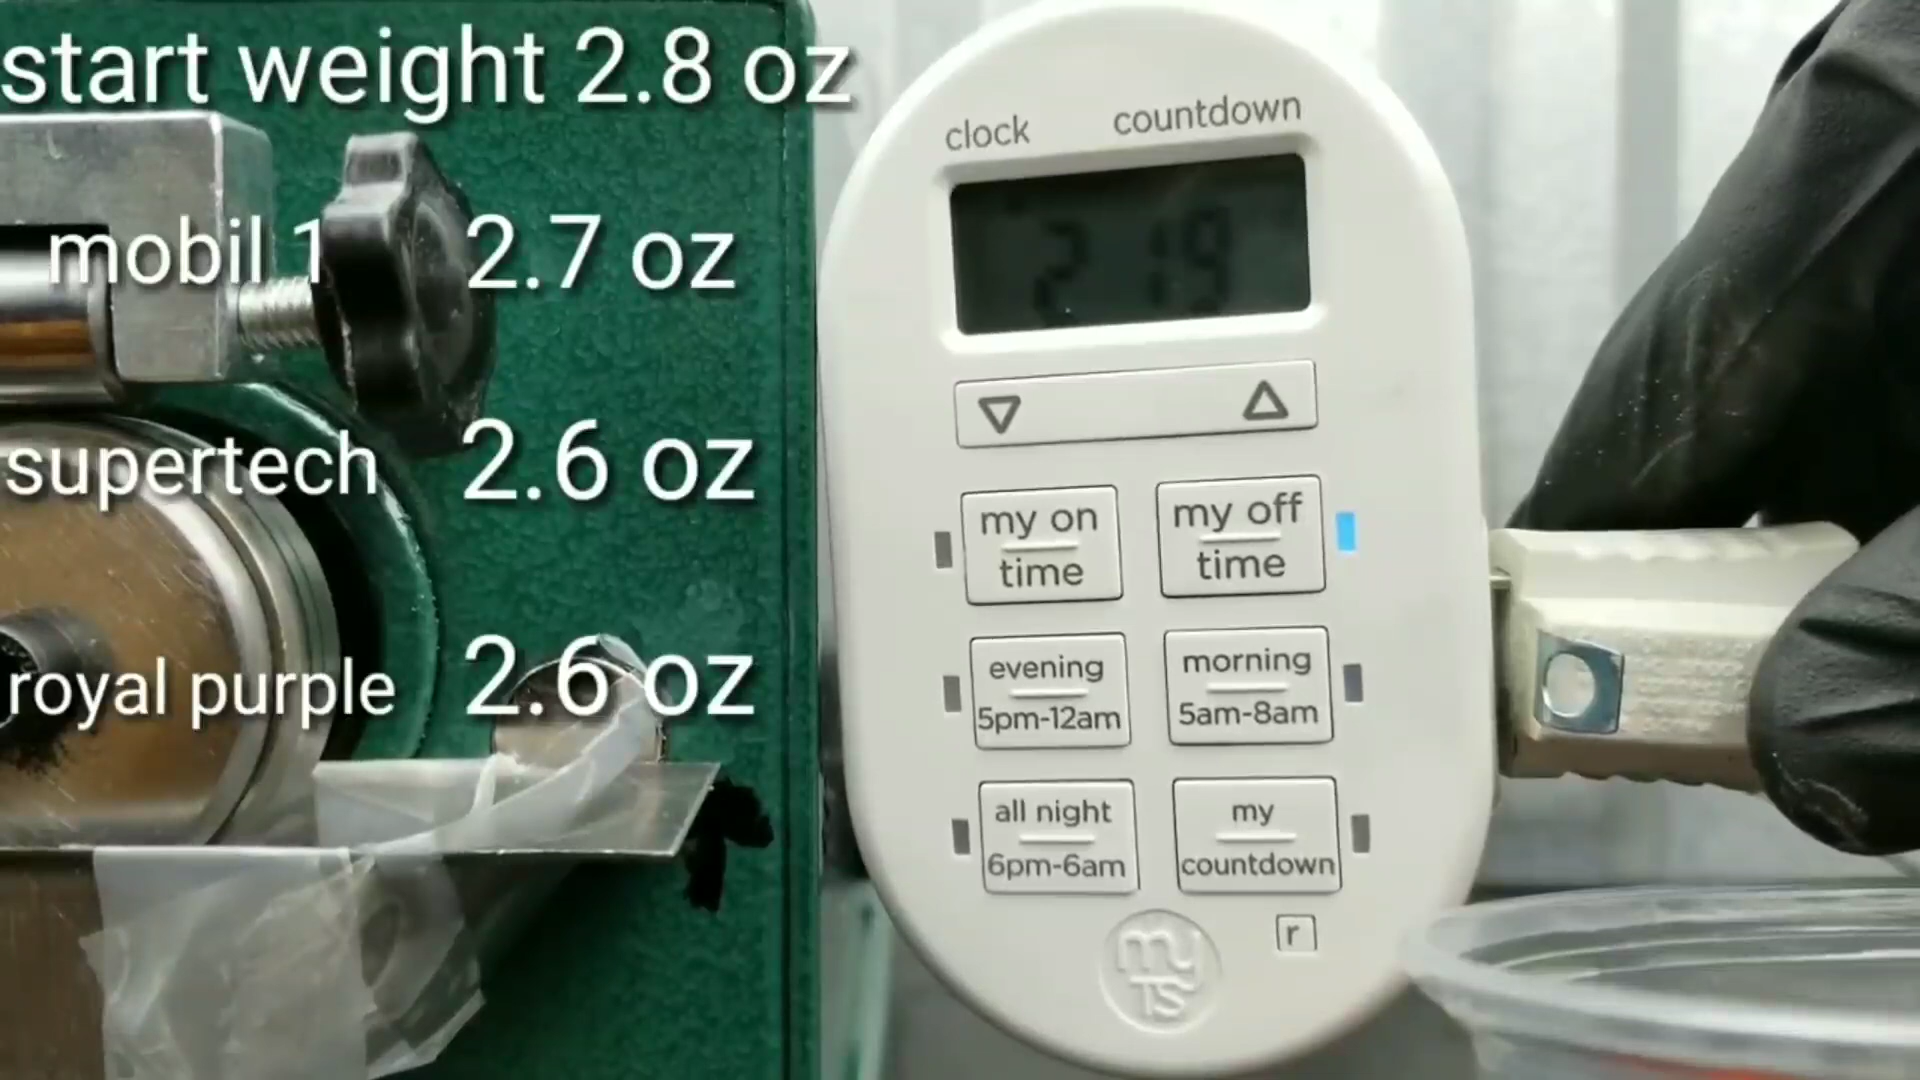 start weight 2.8 oz
mobil 1 2.7 oz
supertech 2.6 oz
royal purple 2.6 oz
clock countdown
2 19
my on time
my off time
evening 5pm-12am
morning 5am-8am
all night 6pm-6am
my countdown
r
my